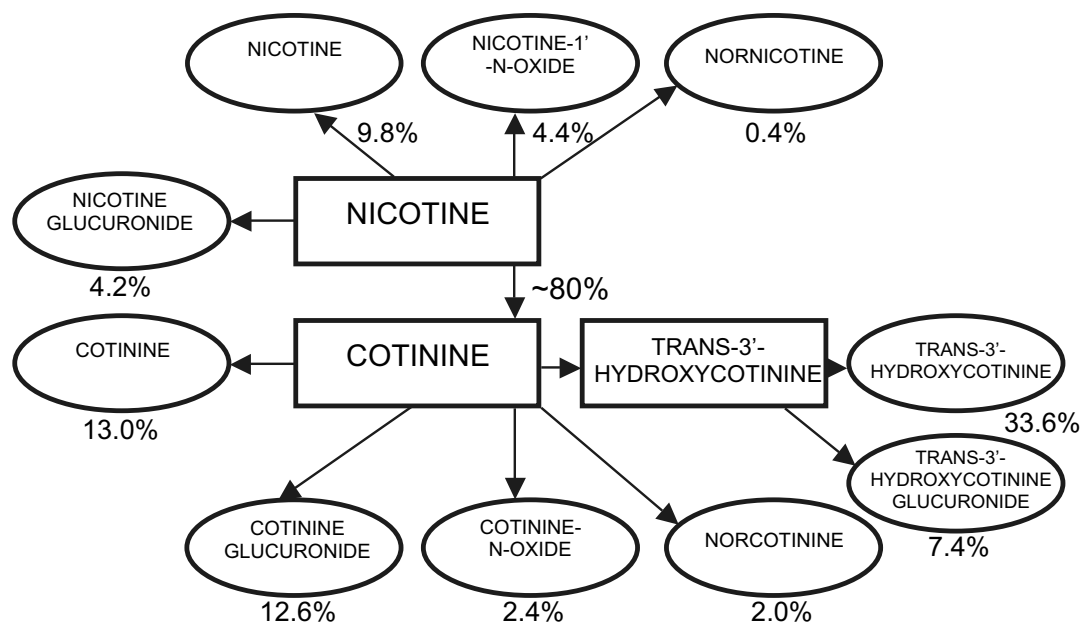 NICOTINE
NICOTINE-1’
-N-OXIDE
NORNICOTINE
9.8%
4.4%
0.4%
NICOTINE
GLUCURONIDE
4.2%
NICOTINE
~80%
COTININE
13.0%
COTININE
TRANS-3’-
HYDROXYCOTININE
TRANS-3’-
HYDROXYCOTININE
33.6%
TRANS-3’-
HYDROXYCOTININE
GLUCURONIDE
7.4%
COTININE
GLUCURONIDE
12.6%
COTININE-
N-OXIDE
2.4%
NORCOTININE
2.0%